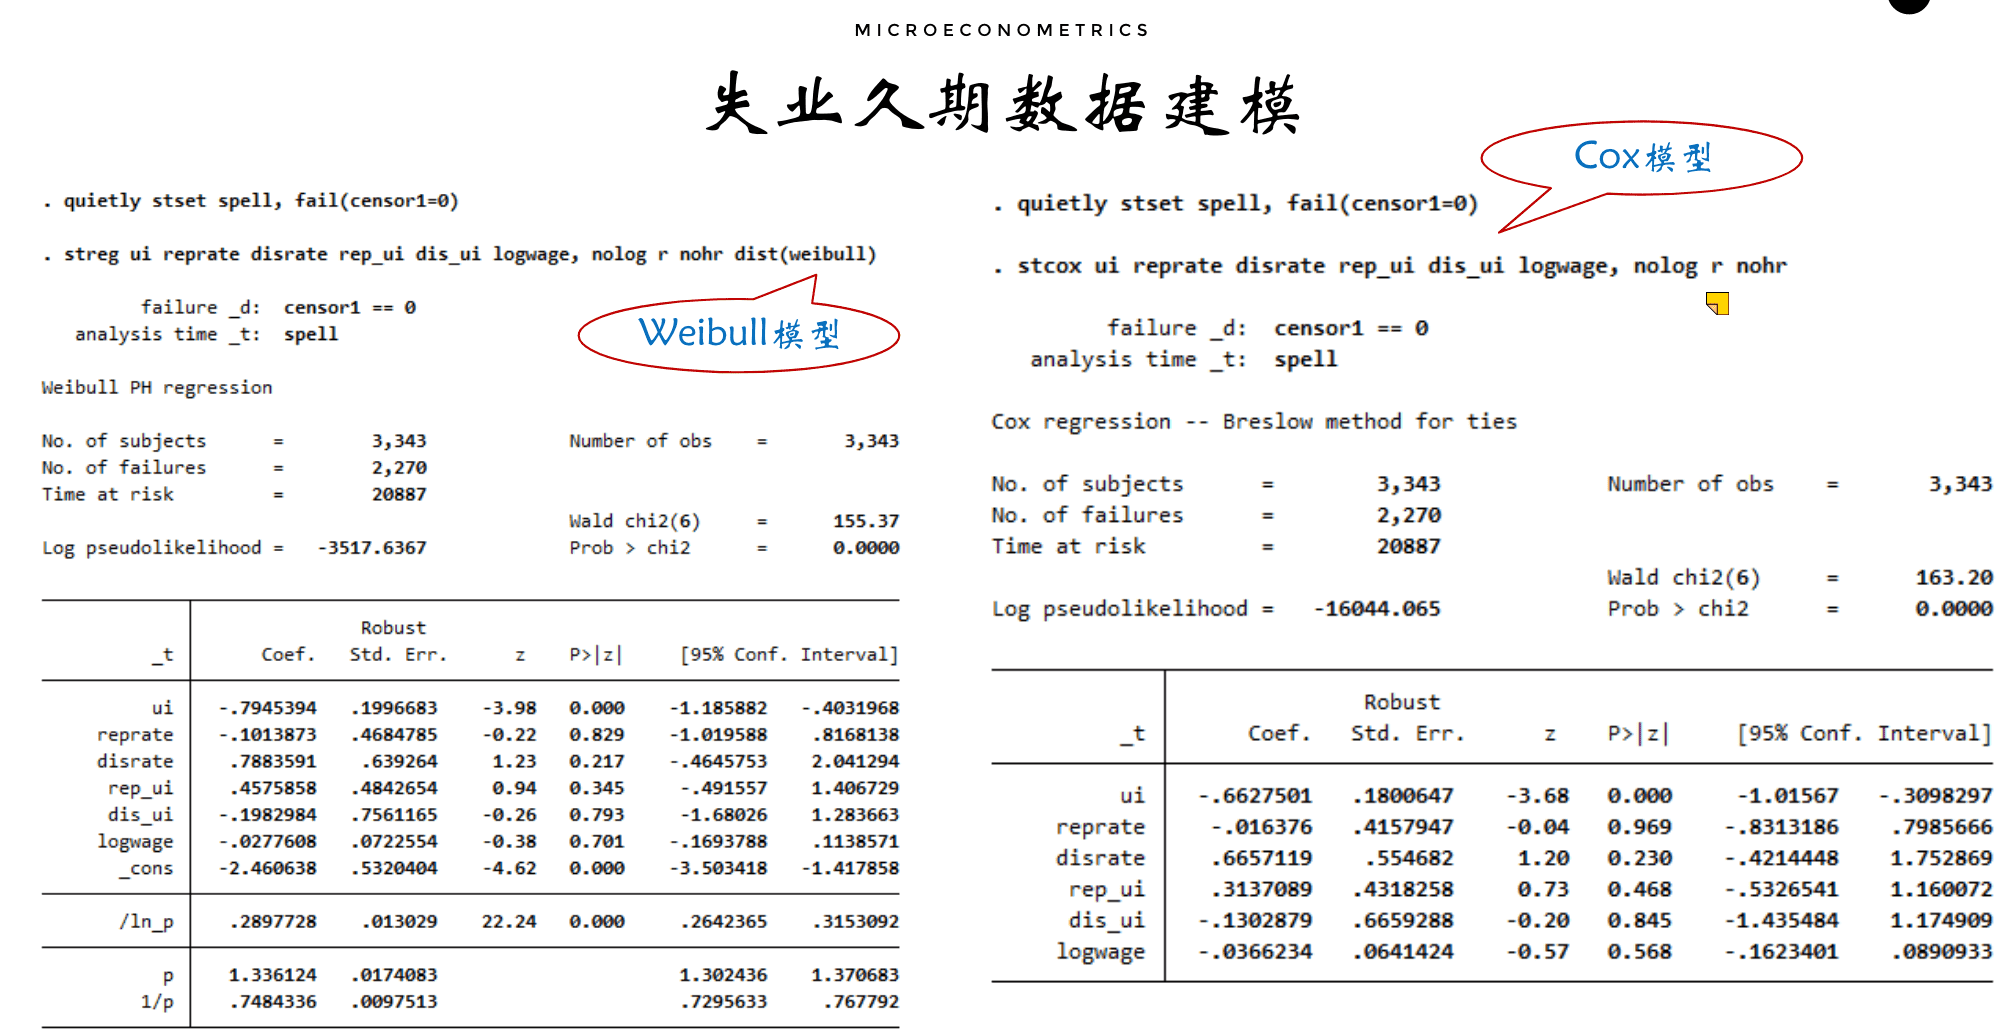 MICROECONOMETRICS
失业久期数据建模
. quietly stset spell, fail(censor1=0)
. streg ui reprate disrate rep_ui dis_ui logwage, nolog r nohr dist(weibull)
failure _d: censor1 == 0
analysis time _t: spell
Weibull模型
Weibull PH regression
No. of subjects = 3,343 Number of obs = 3,343
No. of failures = 2,270
Time at risk = 20887
Wald chi2(6) = 155.37
Log pseudolikelihood = -3517.6367 Prob > chi2 = 0.0000
Robust
_t Coef. Std. Err. z P>|z| [95% Conf. Interval]
ui -.7945394 .1996683 -3.98 0.000 -1.185882 -.4031968
reprate -.1013873 .4684785 -0.22 0.829 -1.019588 .8168138
disrate .7883591 .639264 1.23 0.217 -.4645753 2.041294
rep_ui .4575858 .4842654 0.94 0.345 -.491557 1.406729
dis_ui -.1982984 .7561165 -0.26 0.793 -1.68026 1.283663
logwage -.0277608 .0722554 -0.38 0.701 -.1693788 .1138571
_cons -2.460638 .5320404 -4.62 0.000 -3.503418 -1.417858
/ln_p .2897728 .013029 22.24 0.000 .2642365 .3153092
p 1.336124 .0174083 1.302436 1.370683
1/p .7484336 .0097513 .7295633 .767792
Cox模型
. quietly stset spell, fail(censor1=0)
. stcox ui reprate disrate rep_ui dis_ui logwage, nolog r nohr
failure _d: censor1 == 0
analysis time _t: spell
Cox regression -- Breslow method for ties
No. of subjects = 3,343 Number of obs = 3,343
No. of failures = 2,270
Time at risk = 20887
Wald chi2(6) = 163.20
Log pseudolikelihood = -16044.065 Prob > chi2 = 0.0000
Robust
_t Coef. Std. Err. z P>|z| [95% Conf. Interval]
ui -.6627501 .1800647 -3.68 0.000 -1.01567 -.3098297
reprate -.016376 .4157947 -0.04 0.969 -.8313186 .7985666
disrate .6657119 .554682 1.20 0.230 -.4214448 1.752869
rep_ui .3137089 .4318258 0.73 0.468 -.5326541 1.160072
dis_ui -.1302879 .6659288 -0.20 0.845 -1.435484 1.174909
logwage -.0366234 .0641424 -0.57 0.568 -.1623401 .0890933